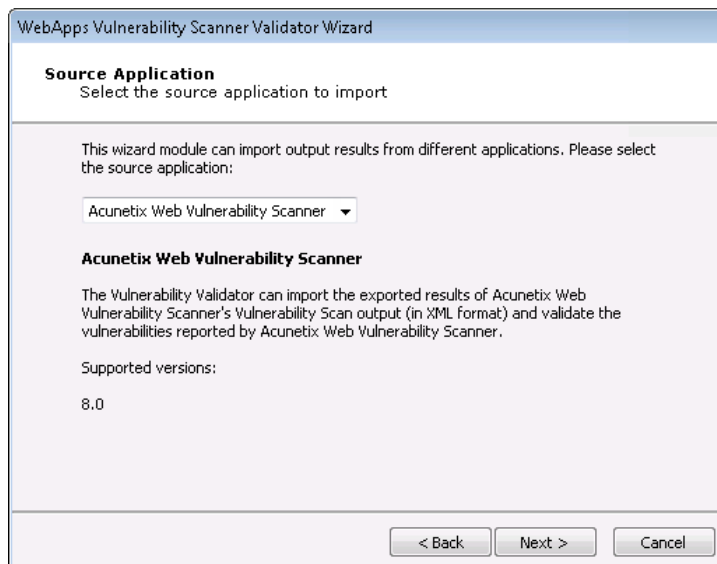 WebApps Vulnerability Scanner Validator Wizard
Source Application
Select the source application to import
This wizard module can import output results from different applications. Please select
the source application:
Acunetix Web Vulnerability Scanner
Acunetix Web Vulnerability Scanner
The Vulnerability Validator can import the exported results of Acunetix Web
Vulnerability Scanner's Vulnerability Scan output (in XML format) and validate the
vulnerabilities reported by Acunetix Web Vulnerability Scanner.
Supported versions:
8.0
< Back Next > Cancel